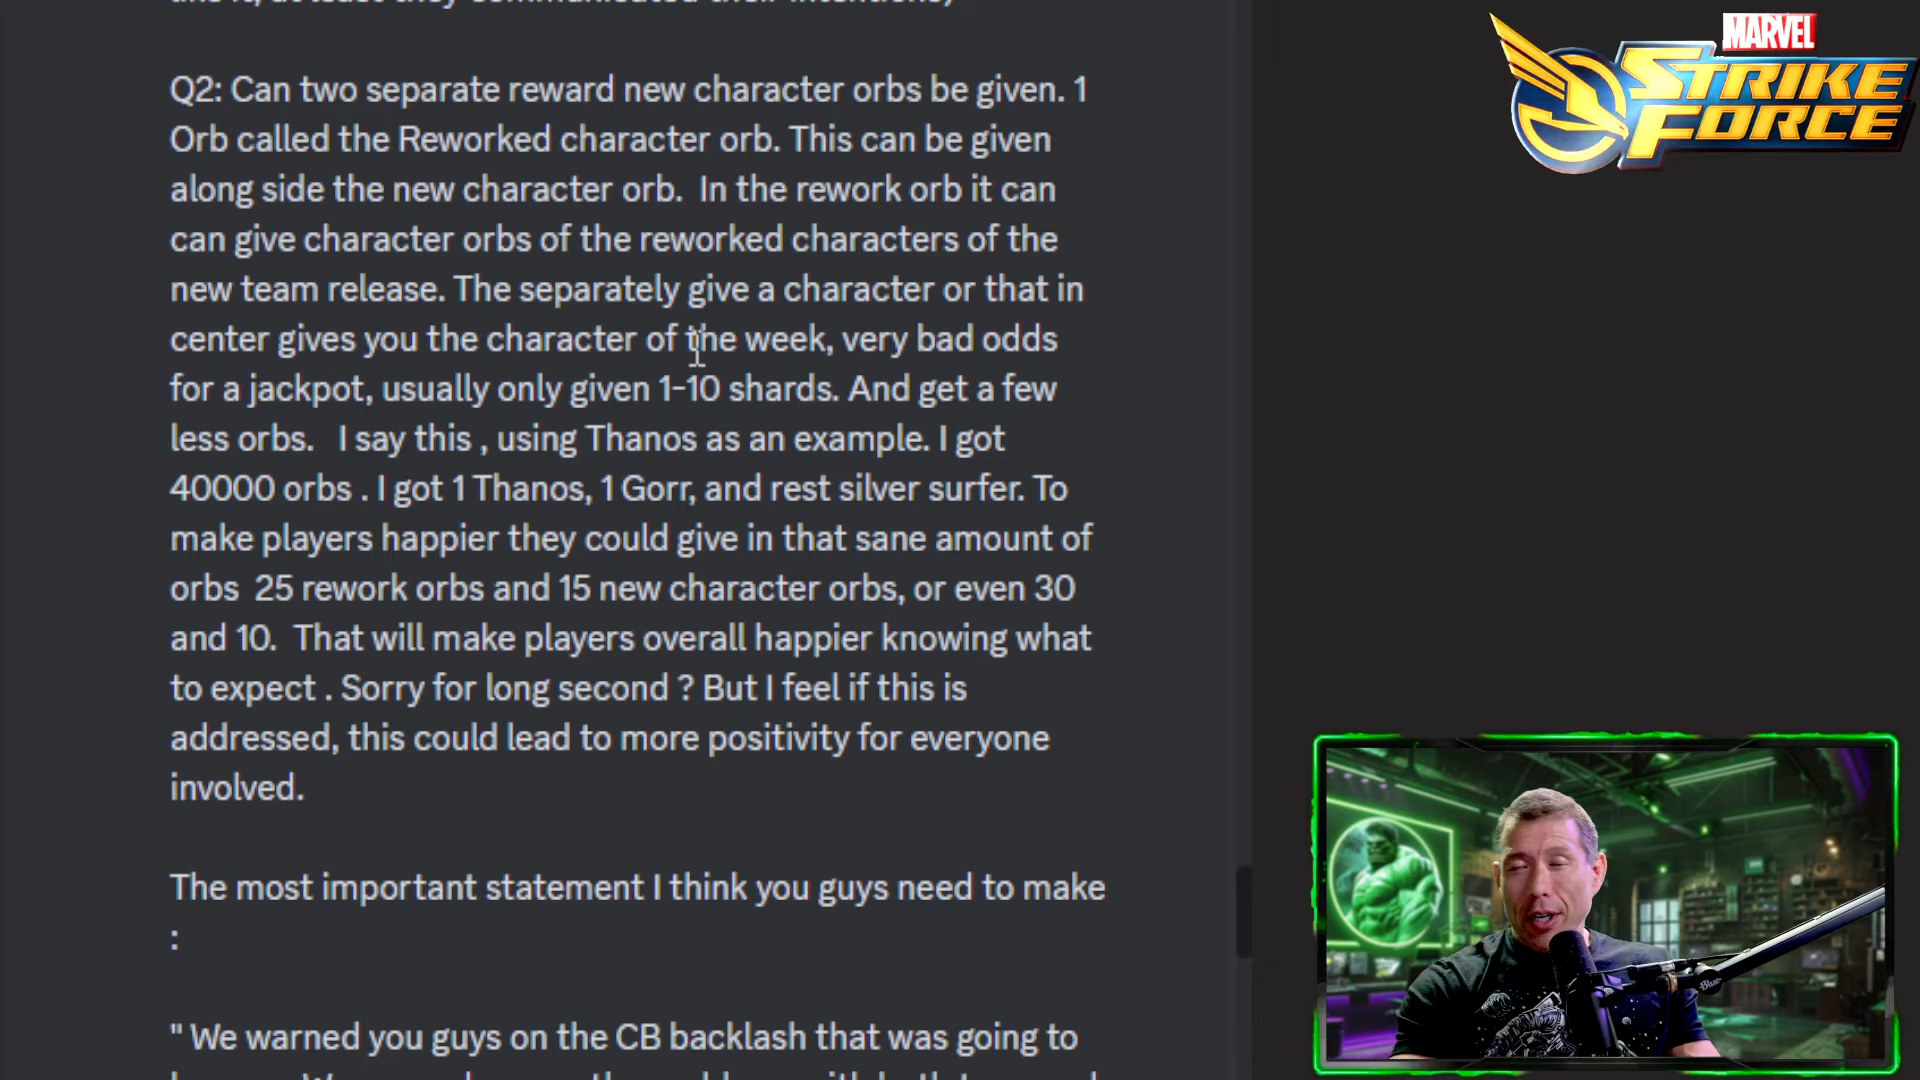 Q2: Can two separate reward new character orbs be given. 1
Orb called the Reworked character orb. This can be given
along side the new character orb.  In the rework orb it can
can give character orbs of the reworked characters of the
new team release. The separately give a character or that in
center gives you the character of the week, very bad odds
for a jackpot, usually only given 1-10 shards. And get a few
less orbs.   I say this , using Thanos as an example. I got
40000 orbs . I got 1 Thanos, 1 Gorr, and rest silver surfer. To
make players happier they could give in that sane amount of
orbs  25 rework orbs and 15 new character orbs, or even 30
and 10.  That will make players overall happier knowing what
to expect . Sorry for long second ? But I feel if this is
addressed, this could lead to more positivity for everyone
involved.
The most important statement I think you guys need to make
:
" We warned you guys on the CB backlash that was going to
MARVEL
STRIKE
FORCE
Blue